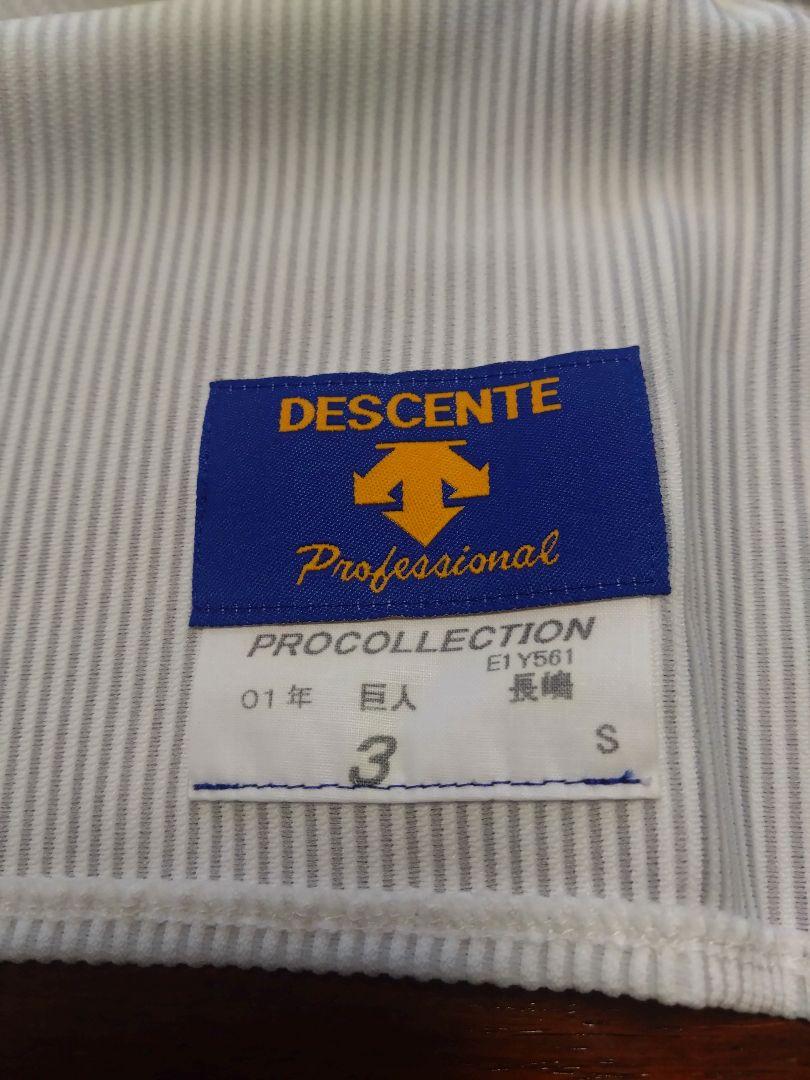 DESCENTE
Professional
PROCOLLECTION
E1Y561
01年 巨人 長嶋
3 S